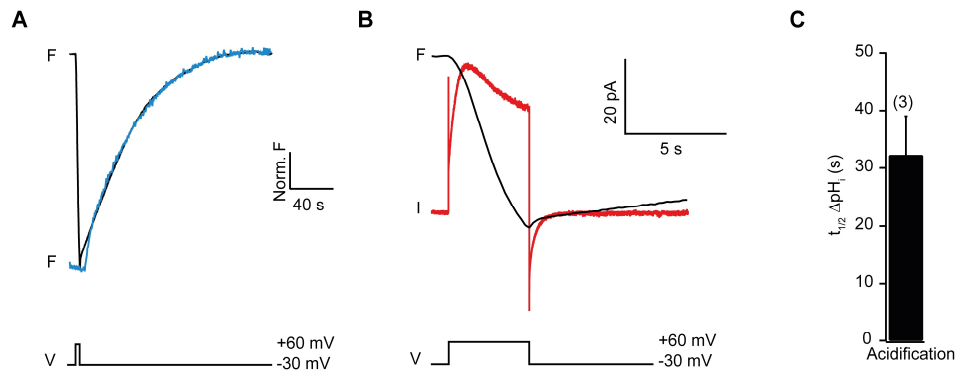 A
F
F
Norm. F
40 s
V
+60 mV
-30 mV
B
F
I
20 pA
5 s
V
+60 mV
-30 mV
C
t1/2 ΔpHi (s)
50
40
30
20
10
0
(3)
Acidification